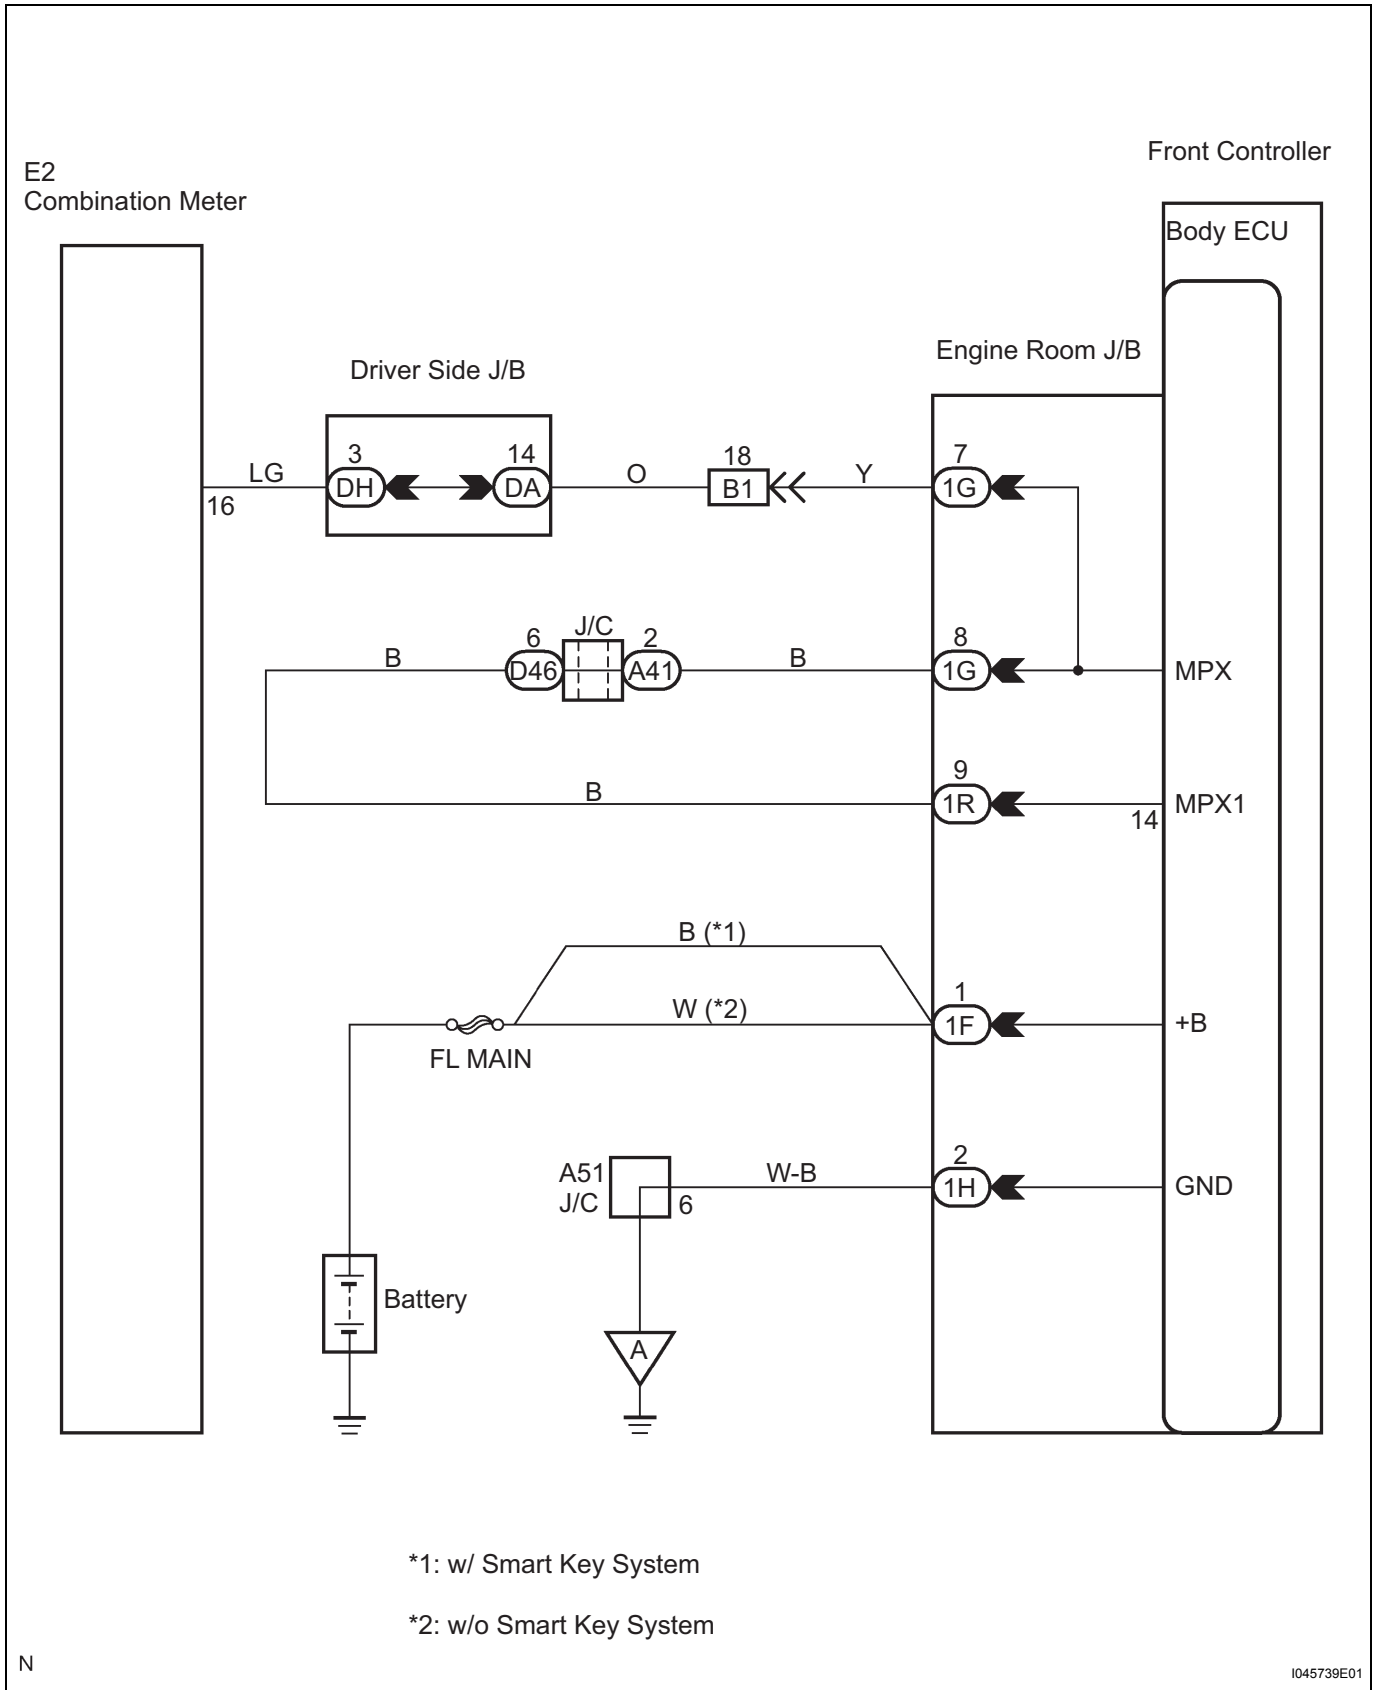 Front Controller
E2
Combination Meter
Body ECU
Engine Room J/B
Driver Side J/B
3
14
18
7
LG
DH
DA
O
B1
Y
1G
16
J/C
6
2
8
B
D46
A41
B
1G
MPX
9
B
1R
MPX1
14
B (*1)
1
W (*2)
1F
+B
FL MAIN
2
A51
J/C
W-B
1H
GND
6
Battery
A
*1: w/ Smart Key System
*2: w/o Smart Key System
N
I045739E01